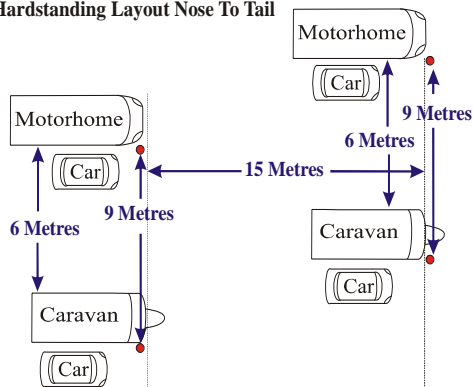 Hardstanding Layout Nose To Tail
Motorhome
Car
9 Metres
6 Metres
Caravan
Car
15 Metres
Motorhome
Car
9 Metres
6 Metres
Caravan
Car